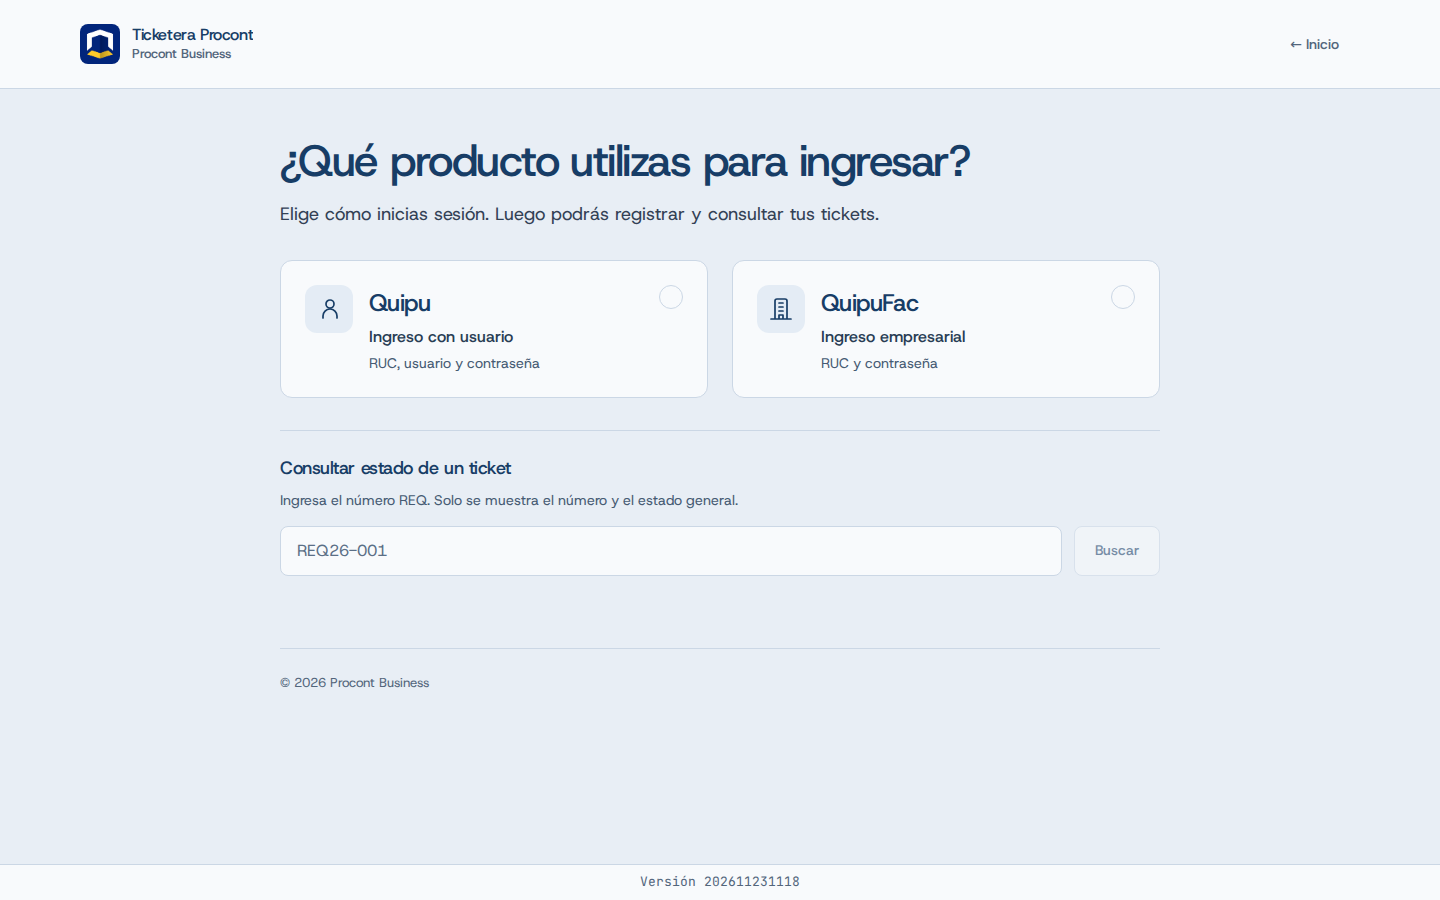 Ticketera Procont
Procont Business
← Inicio
¿Qué producto utilizas para ingresar?
Elige cómo inicias sesión. Luego podrás registrar y consultar tus tickets.
Quipu
Ingreso con usuario
RUC, usuario y contraseña
QuipuFac
Ingreso empresarial
RUC y contraseña
Consultar estado de un ticket
Ingresa el número REQ. Solo se muestra el número y el estado general.
REQ26-001
Buscar
© 2026 Procont Business
Versión 202611231118